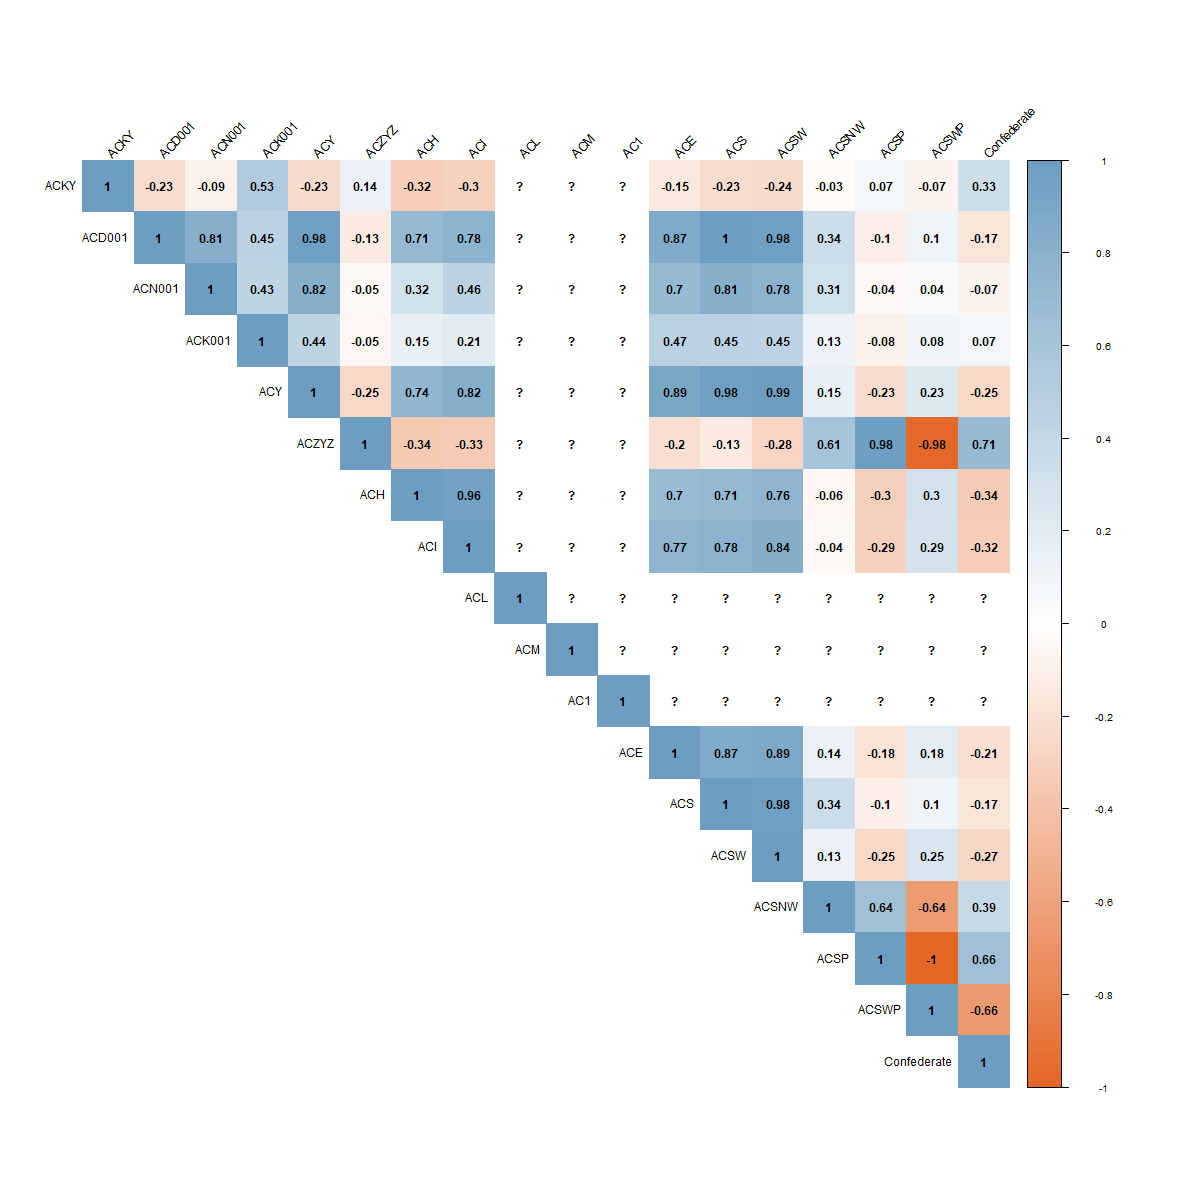 ACKY ACD001 ACN001 ACK001 ACY ACZYZ ACH ACI ACL ACM AC1 ACE ACS ACSW ACSNW ACSP ACSWP Confederate
ACKY 1 -0.23 -0.09 0.53 -0.23 0.14 -0.32 -0.3 ? ? ? -0.15 -0.23 -0.24 -0.03 0.07 -0.07 0.33
ACD001 1 0.81 0.45 0.98 -0.13 0.71 0.78 ? ? ? 0.87 1 0.98 0.34 -0.1 0.1 -0.17
ACN001 1 0.43 0.82 -0.05 0.32 0.46 ? ? ? 0.7 0.81 0.78 0.31 -0.04 0.04 -0.07
ACK001 1 0.44 -0.05 0.15 0.21 ? ? ? 0.47 0.45 0.45 0.13 -0.08 0.08 0.07
ACY 1 -0.25 0.74 0.82 ? ? ? 0.89 0.98 0.99 0.15 -0.23 0.23 -0.25
ACZYZ 1 -0.34 -0.33 ? ? ? -0.2 -0.13 -0.28 0.61 0.98 -0.98 0.71
ACH 1 0.96 ? ? ? 0.7 0.71 0.76 -0.06 -0.3 0.3 -0.34
ACI 1 ? ? ? 0.77 0.78 0.84 -0.04 -0.29 0.29 -0.32
ACL 1 ? ? ? ? ? ? ? ? ?
ACM 1 ? ? ? ? ? ? ? ?
AC1 1 ? ? ? ? ? ? ?
ACE 1 0.87 0.89 0.14 -0.18 0.18 -0.21
ACS 1 0.98 0.34 -0.1 0.1 -0.17
ACSW 1 0.13 -0.25 0.25 -0.27
ACSNW 1 0.64 -0.64 0.39
ACSP 1 -1 0.66
ACSWP 1 -0.66
Confederate 1
1
0.8
0.6
0.4
0.2
0
-0.2
-0.4
-0.6
-0.8
-1